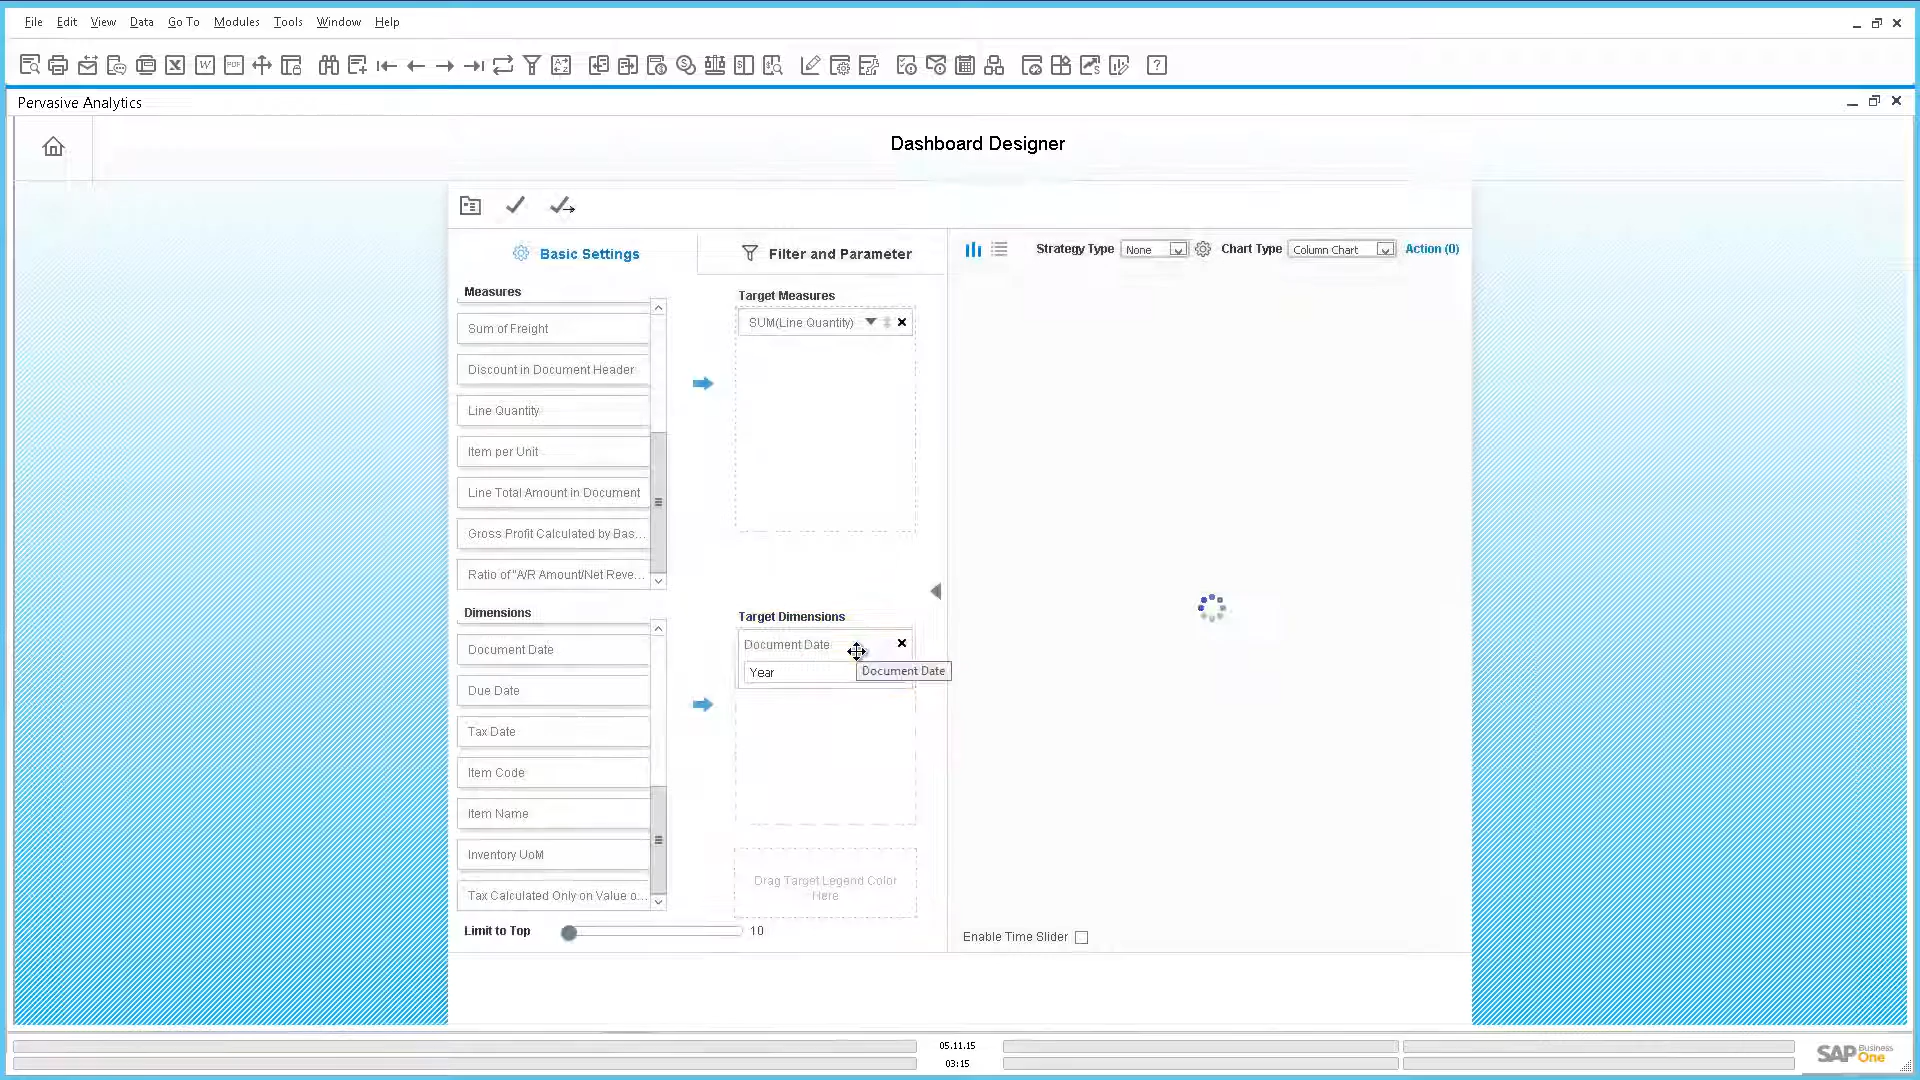 File Edit View Data Go To Modules Tools Window Help
Pervasive Analytics
Dashboard Designer
Basic Settings
Filter and Parameter
Strategy Type None Chart Type Column Chart Action (0)
Measures
Target Measures
Sum of Freight
SUM(Line Quantity)
Discount in Document Header
Line Quantity
Item per Unit
Line Total Amount in Document
Gross Profit Calculated by Bas...
Ratio of "A/R Amount/Net Reve...
Dimensions
Target Dimensions
Document Date
Document Date
Year
Document Date
Due Date
Tax Date
Item Code
Item Name
Inventory UoM
Tax Calculated Only on Value o...
Drag Target Legend Color
Here
Limit to Top 10
Enable Time Slider
05.11.15
03:15
SAP Business One